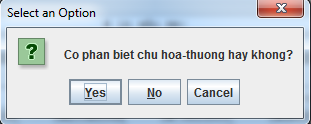 Select an Option
Co phan biet chu hoa-thuong hay khong?
Yes No Cancel